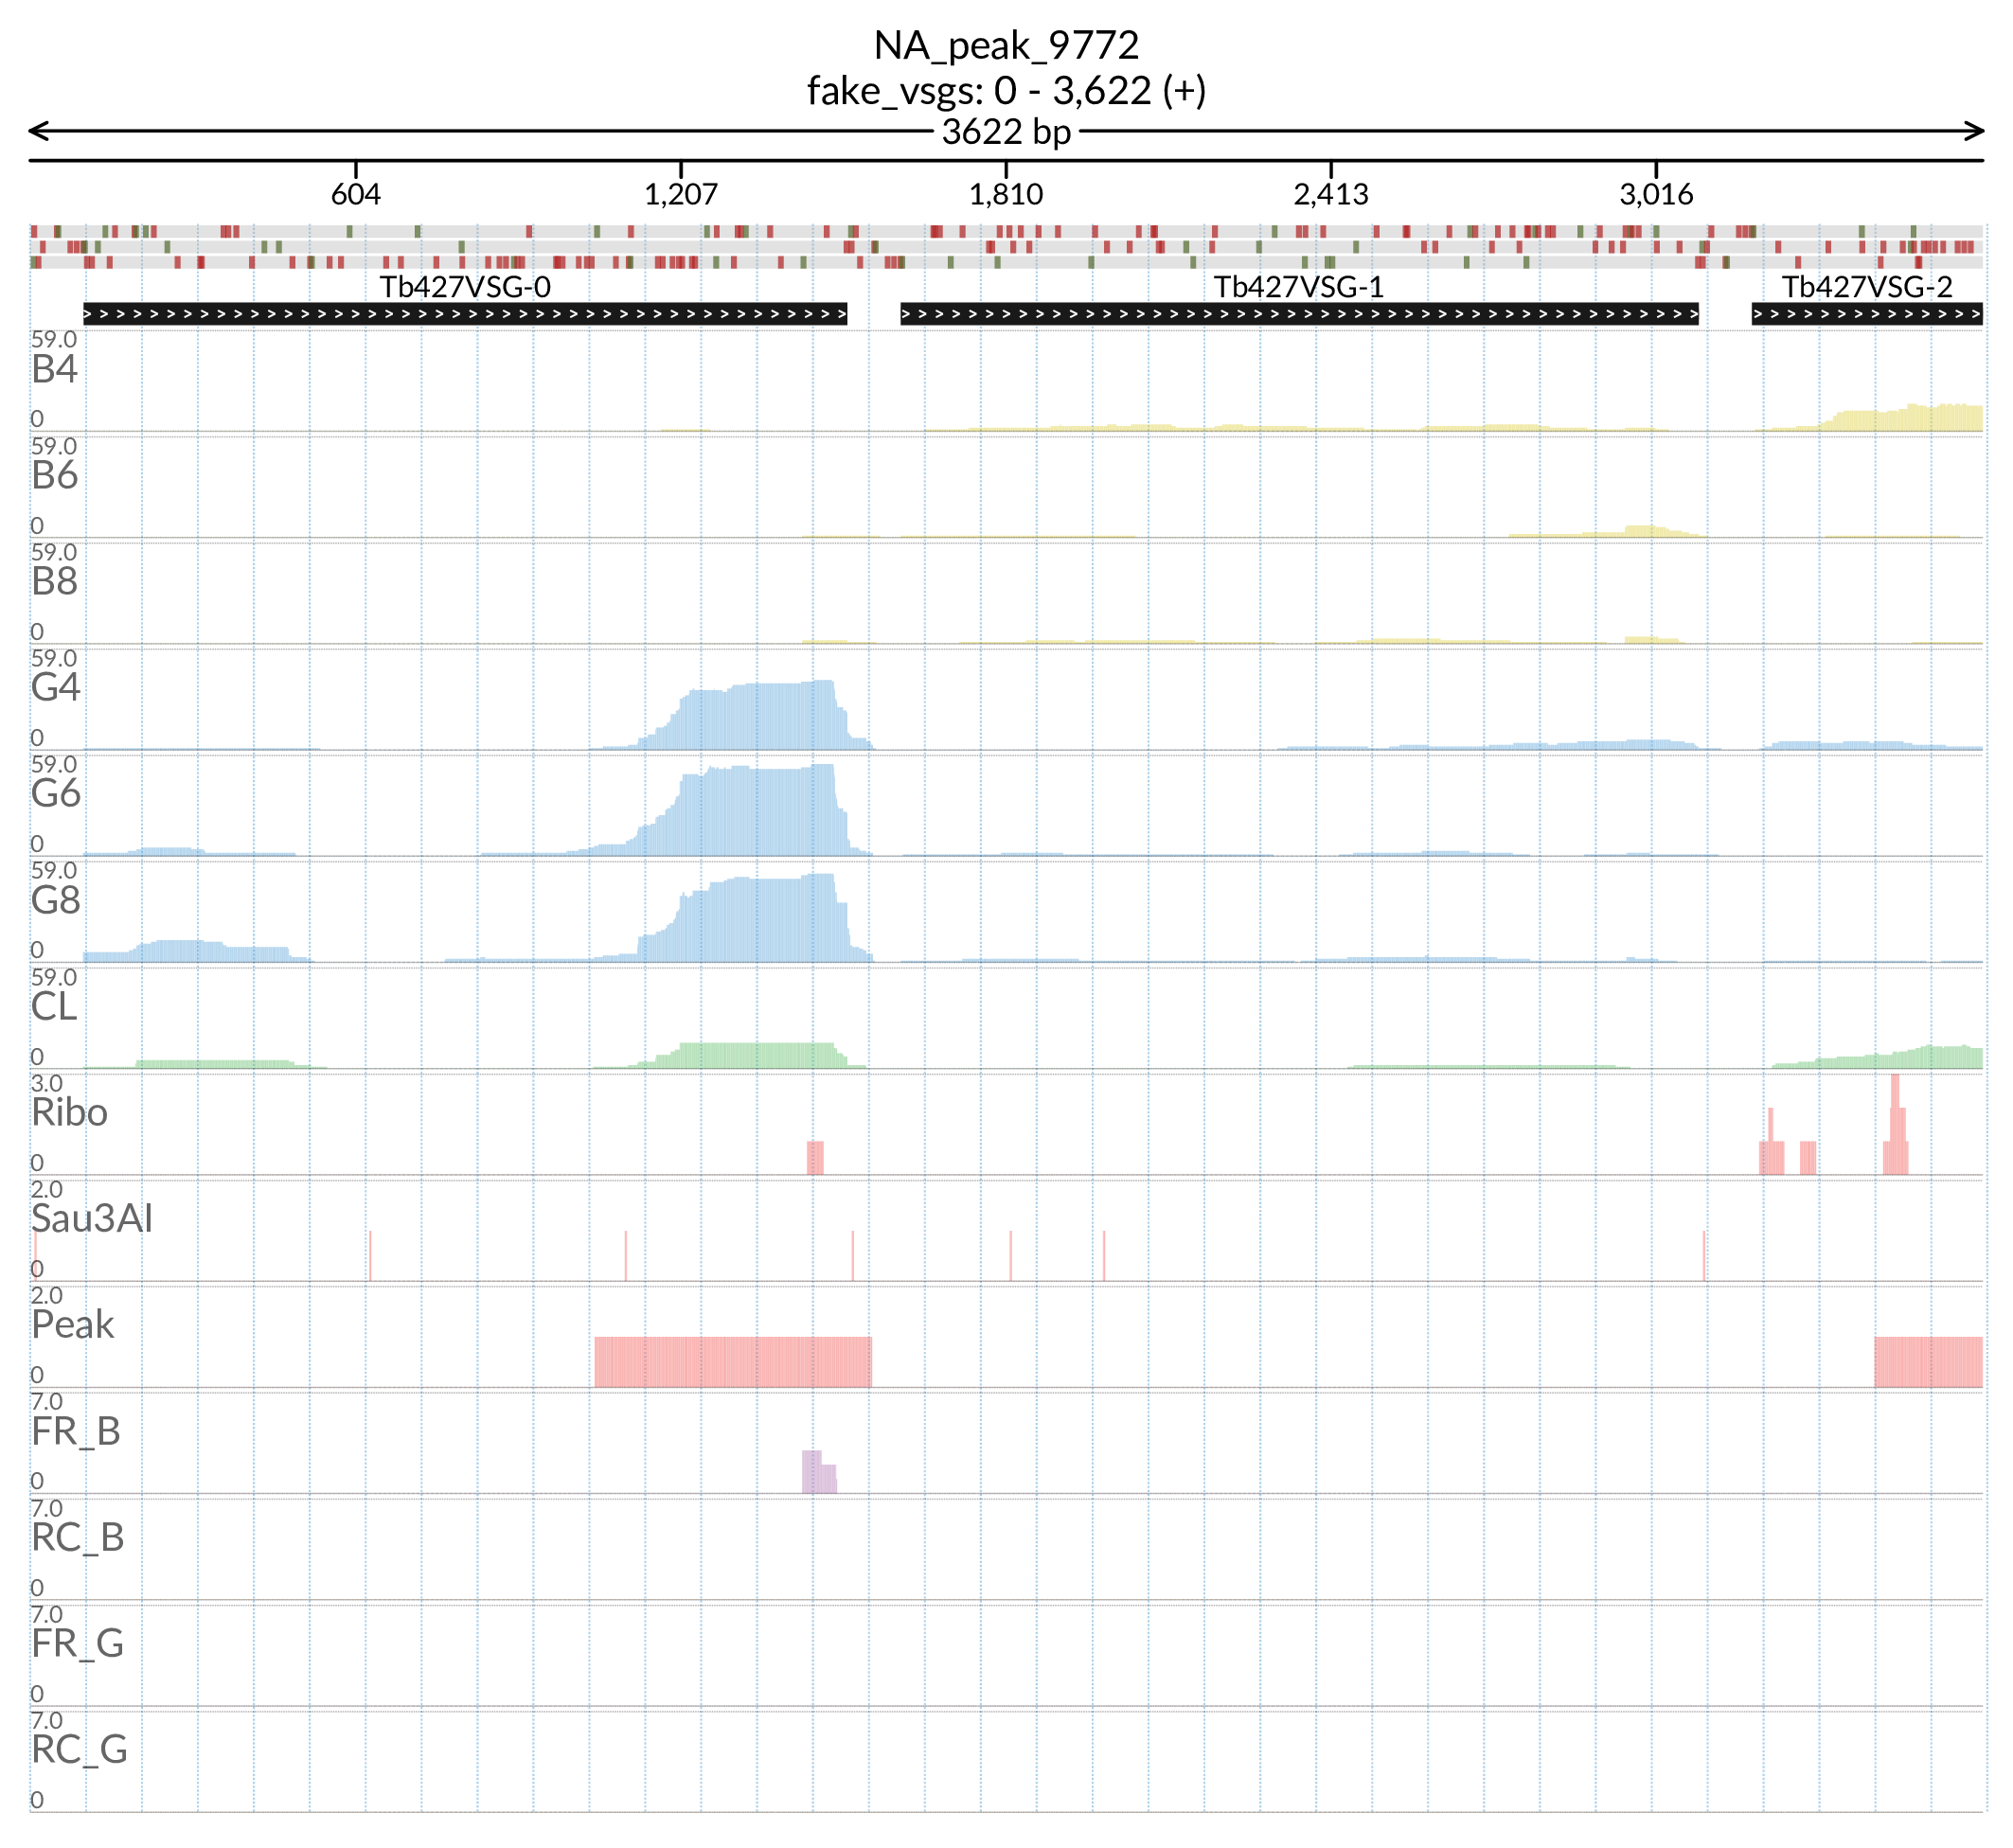 NA_peak_9772
fake_vsgs: 0 - 3,622 (+)
3622 bp
604 1,207 1,810 2,413 3,016
Tb427VSG-0 Tb427VSG-1 Tb427VSG-2
59.0
B4
0
59.0
B6
0
59.0
B8
0
59.0
G4
0
59.0
G6
0
59.0
G8
0
59.0
CL
0
3.0
Ribo
0
2.0
Sau3AI
0
2.0
Peak
0
7.0
FR_B
0
7.0
RC_B
0
7.0
FR_G
0
7.0
RC_G
0